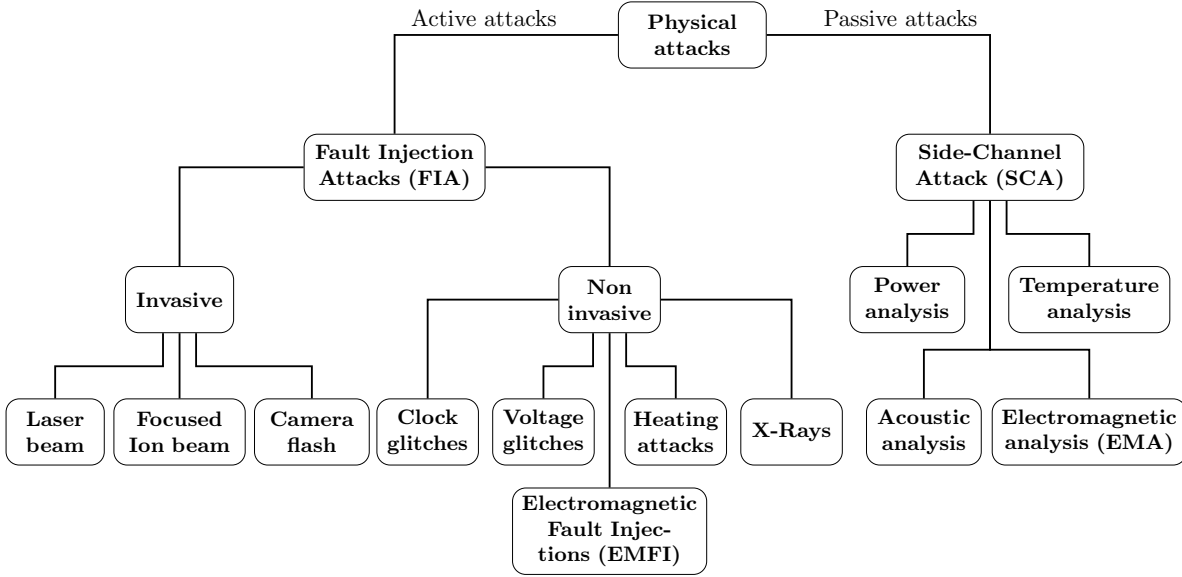 Active attacks
Physical
attacks
Passive attacks
Fault Injection
Attacks (FIA)
Side-Channel
Attack (SCA)
Invasive
Non
invasive
Power
analysis
Temperature
analysis
Laser
beam
Focused
Ion beam
Camera
flash
Clock
glitches
Voltage
glitches
Heating
attacks
X-Rays
Acoustic
analysis
Electromagnetic
analysis (EMA)
Electromagnetic
Fault Injec-
tions (EMFI)